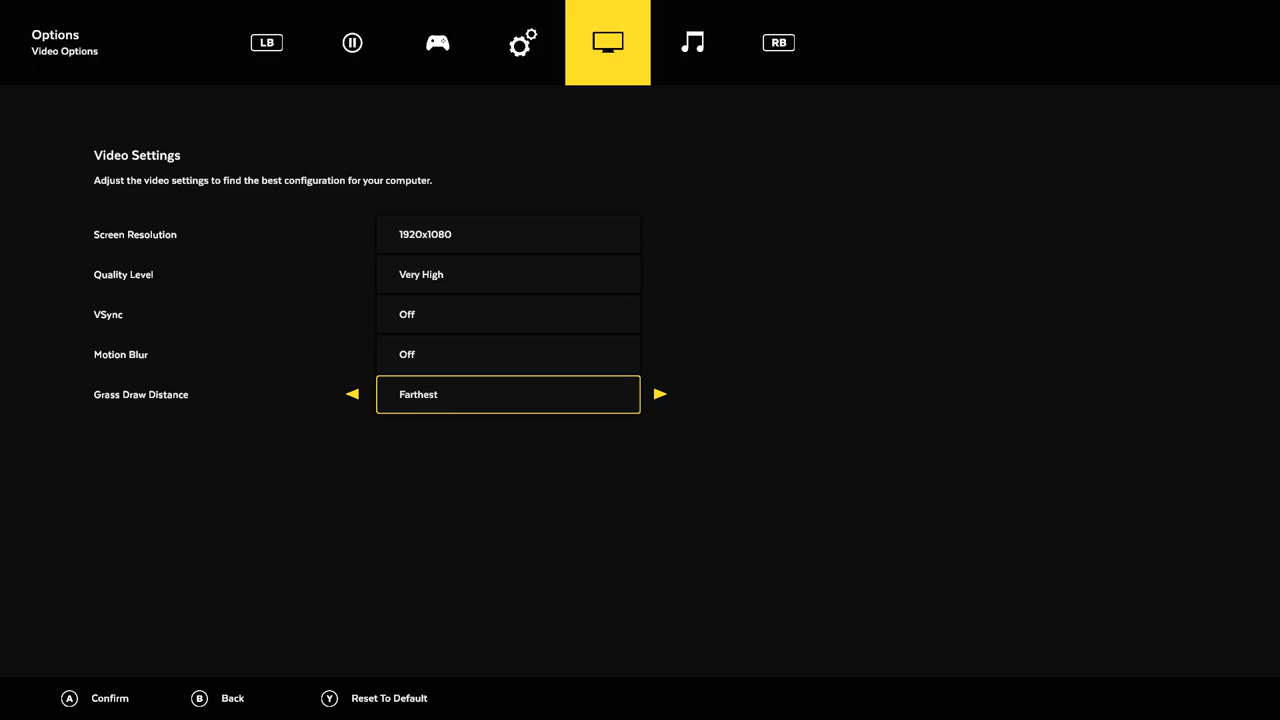 Options
Video Options
LB
RB
Video Settings
Adjust the video settings to find the best configuration for your computer.
Screen Resolution 1920x1080
Quality Level Very High
VSync Off
Motion Blur Off
Grass Draw Distance Farthest
A Confirm B Back Y Reset To Default